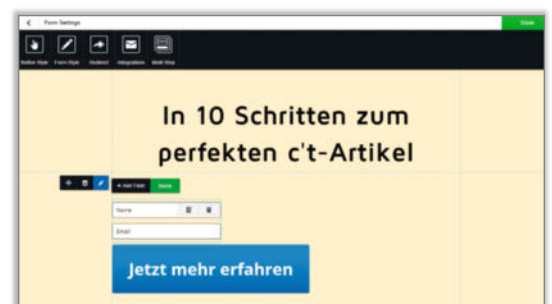 Form Settings
Done
Button Style Form Style Redirect Integrations Multi Step
In 10 Schritten zum
perfekten c't-Artikel
+ Add Field Done
Name
Email
Jetzt mehr erfahren